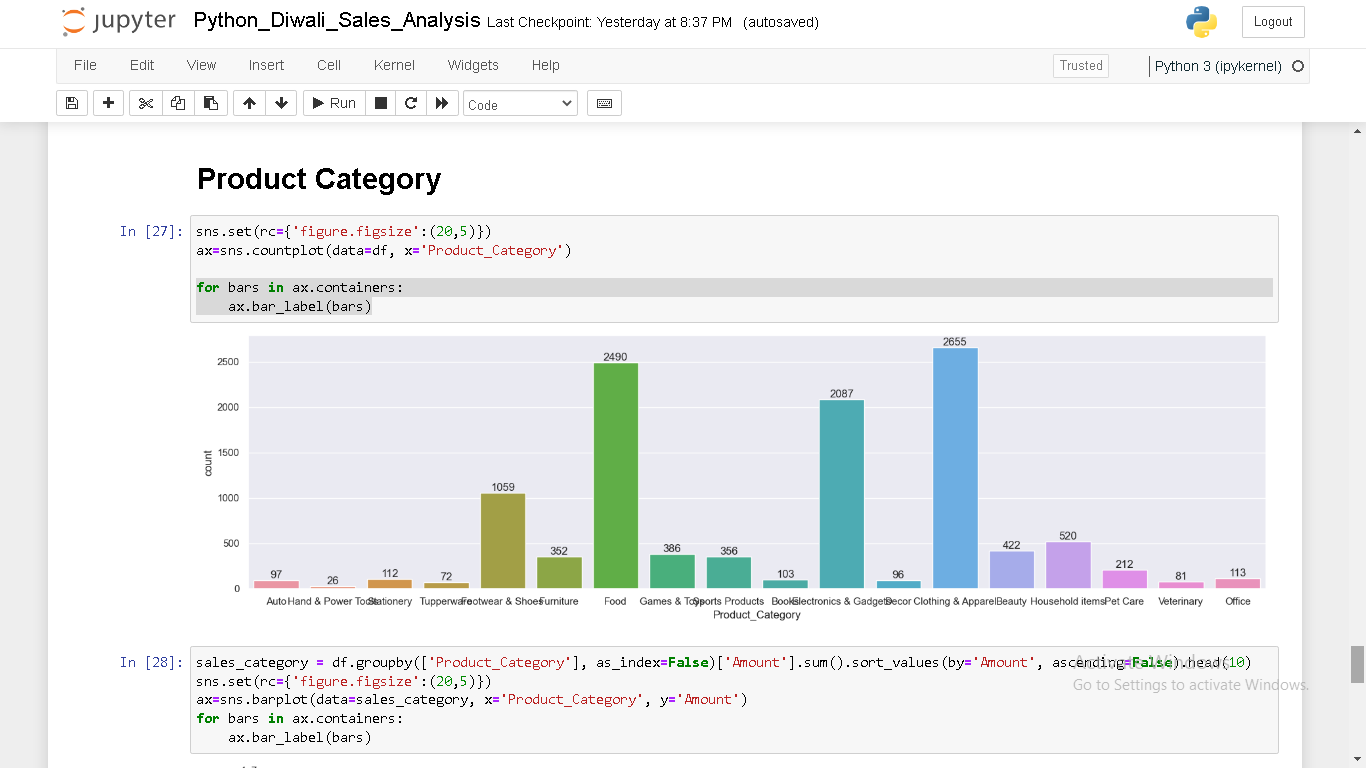 jupyter Python_Diwali_Sales_Analysis Last Checkpoint: Yesterday at 8:37 PM (autosaved) Logout
File Edit View Insert Cell Kernel Widgets Help Trusted Python 3 (ipykernel)
Run Code
Product Category
In [27]: sns.set(rc={'figure.figsize':(20,5)})
ax=sns.countplot(data=df, x='Product_Category')
for bars in ax.containers:
ax.bar_label(bars)
2655
2500 2490
2087
2000
1500
count
1059
1000
500 520
422
386
352 356
212
97 26 112 72 103 96 81 113
0
Auto Hand & Power Tools Stationery Tupperware Footwear & Shoes Furniture Food Games & Toys Sports Products Books Electronics & Gadgets Decor Clothing & Apparel Beauty Household items Pet Care Veterinary Office
Product_Category
In [28]: sales_category = df.groupby(['Product_Category'], as_index=False)['Amount'].sum().sort_values(by='Amount', ascending=False).head(10)
sns.set(rc={'figure.figsize':(20,5)})
ax=sns.barplot(data=sales_category, x='Product_Category', y='Amount')
for bars in ax.containers:
ax.bar_label(bars)
Activate Windows
Go to Settings to activate Windows.